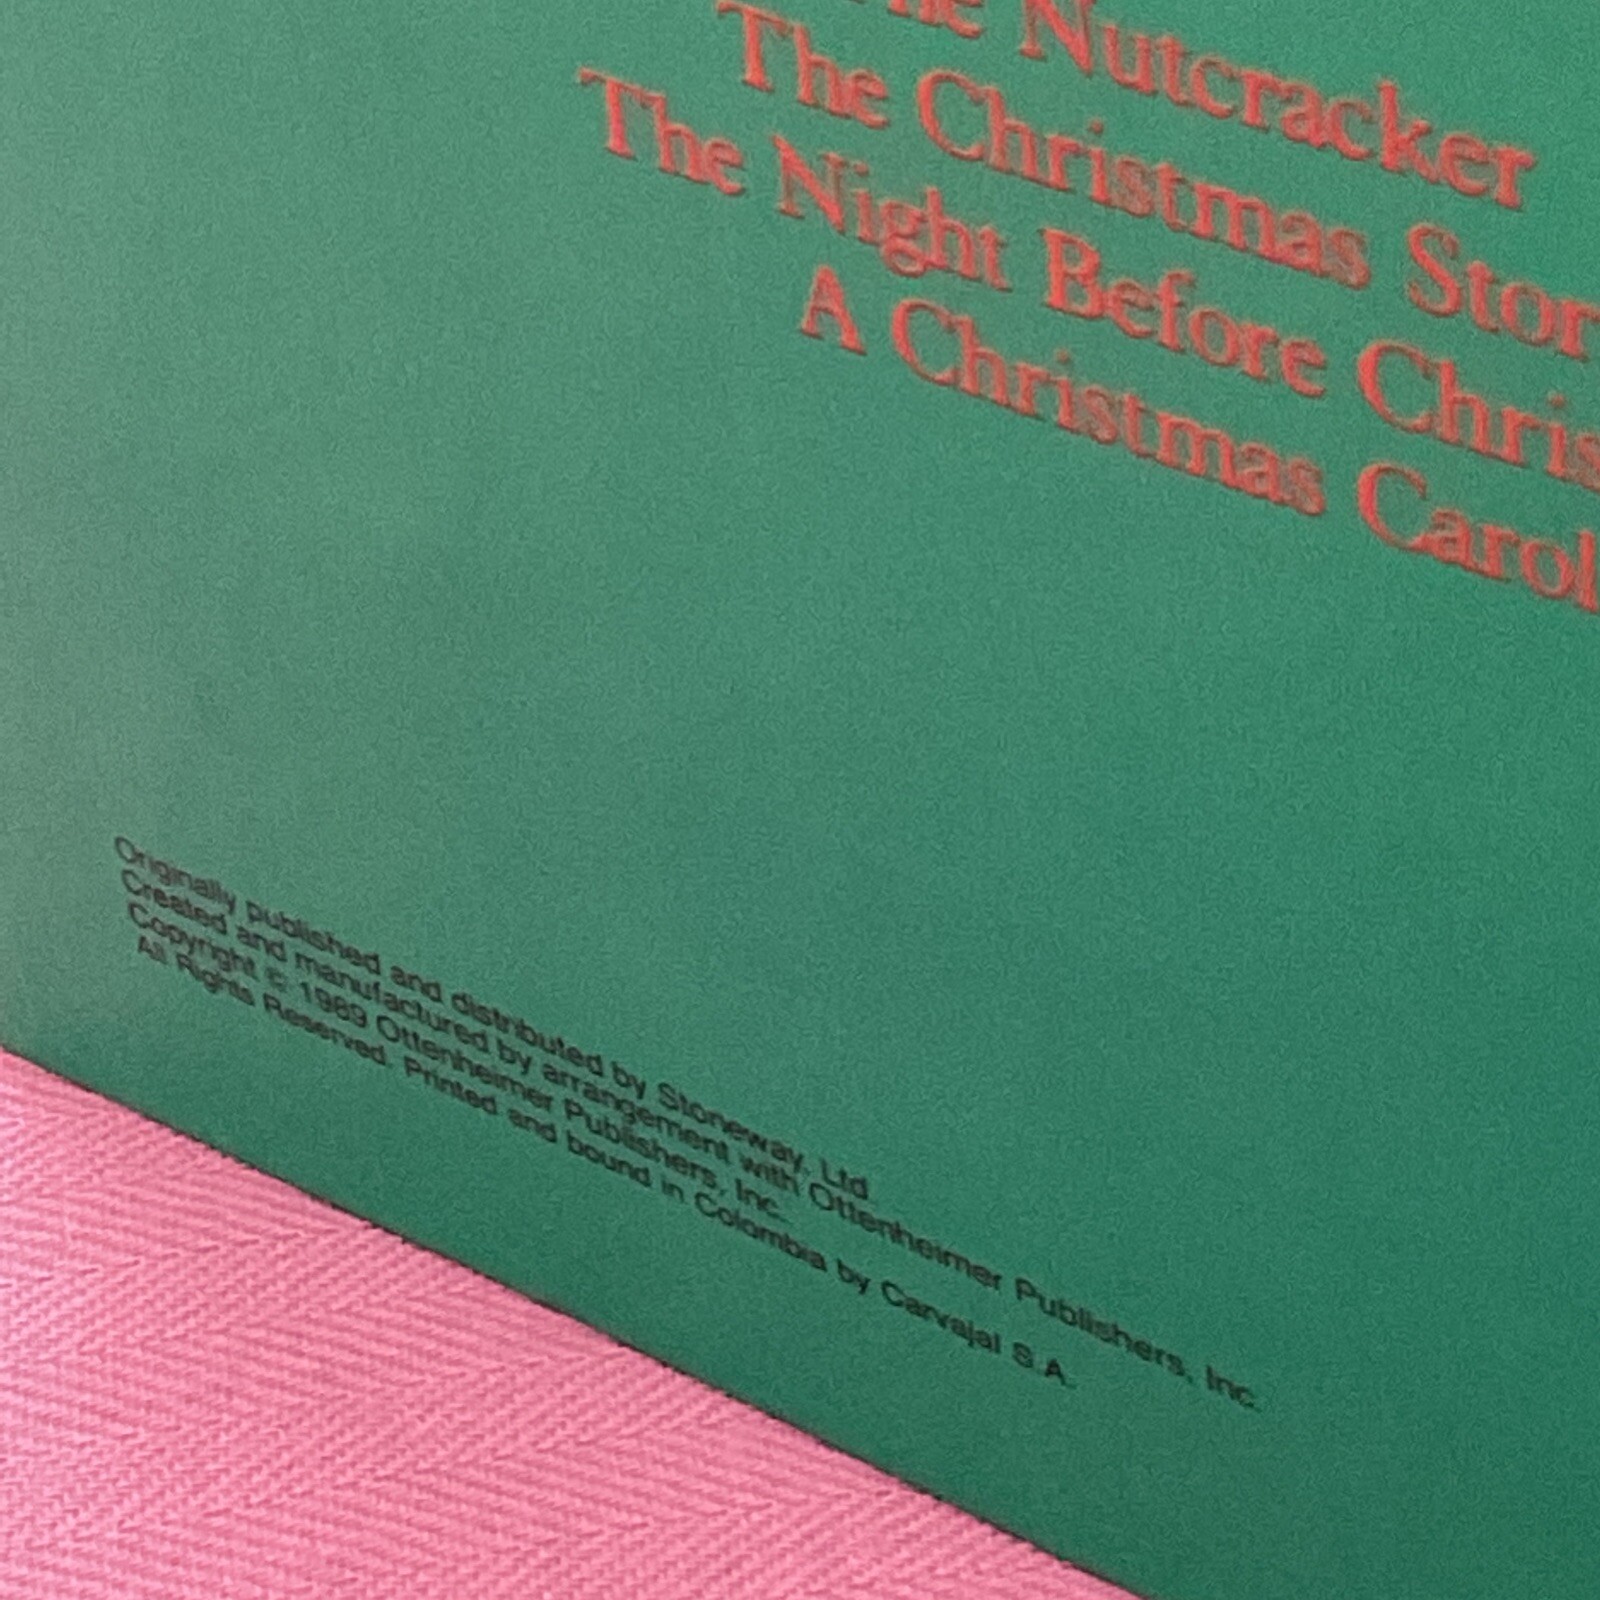 The Nutcracker
The Christmas Stor
The Night Before Chris
A Christmas Carol
Originally published and distributed by Stoneway, Ltd.
Created and manufactured by arrangement with Ottenheimer Publishers, Inc.
Copyright © 1989 Ottenheimer Publishers, Inc.
All Rights Reserved. Printed and bound in Colombia by Carvajal S.A.